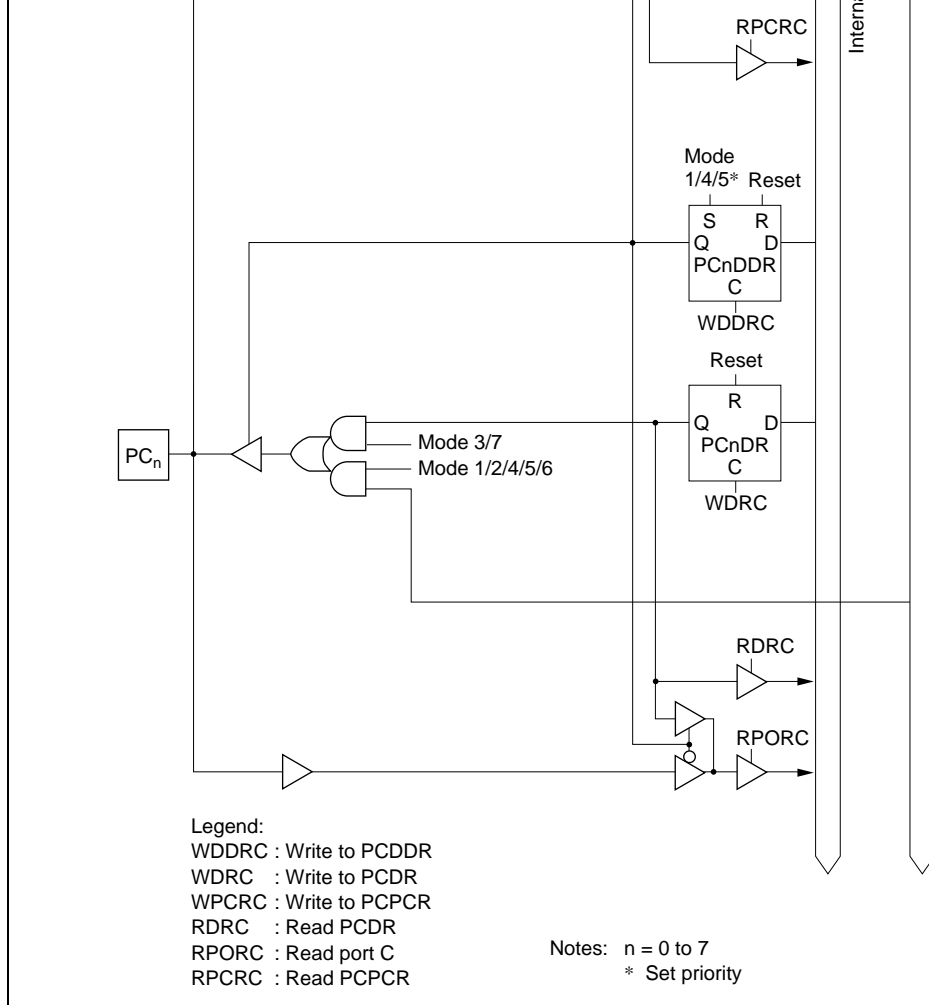 Interna
RPCRC
Mode
1/4/5* Reset
S R
Q D
PCnDDR
C
WDDRC
Reset
R
Q D
PCnDR
C
WDRC
PCn
Mode 3/7
Mode 1/2/4/5/6
RDRC
RPORC
Legend:
WDDRC : Write to PCDDR
WDRC : Write to PCDR
WPCRC : Write to PCPCR
RDRC : Read PCDR
RPORC : Read port C
RPCRC : Read PCPCR
Notes: n = 0 to 7
* Set priority